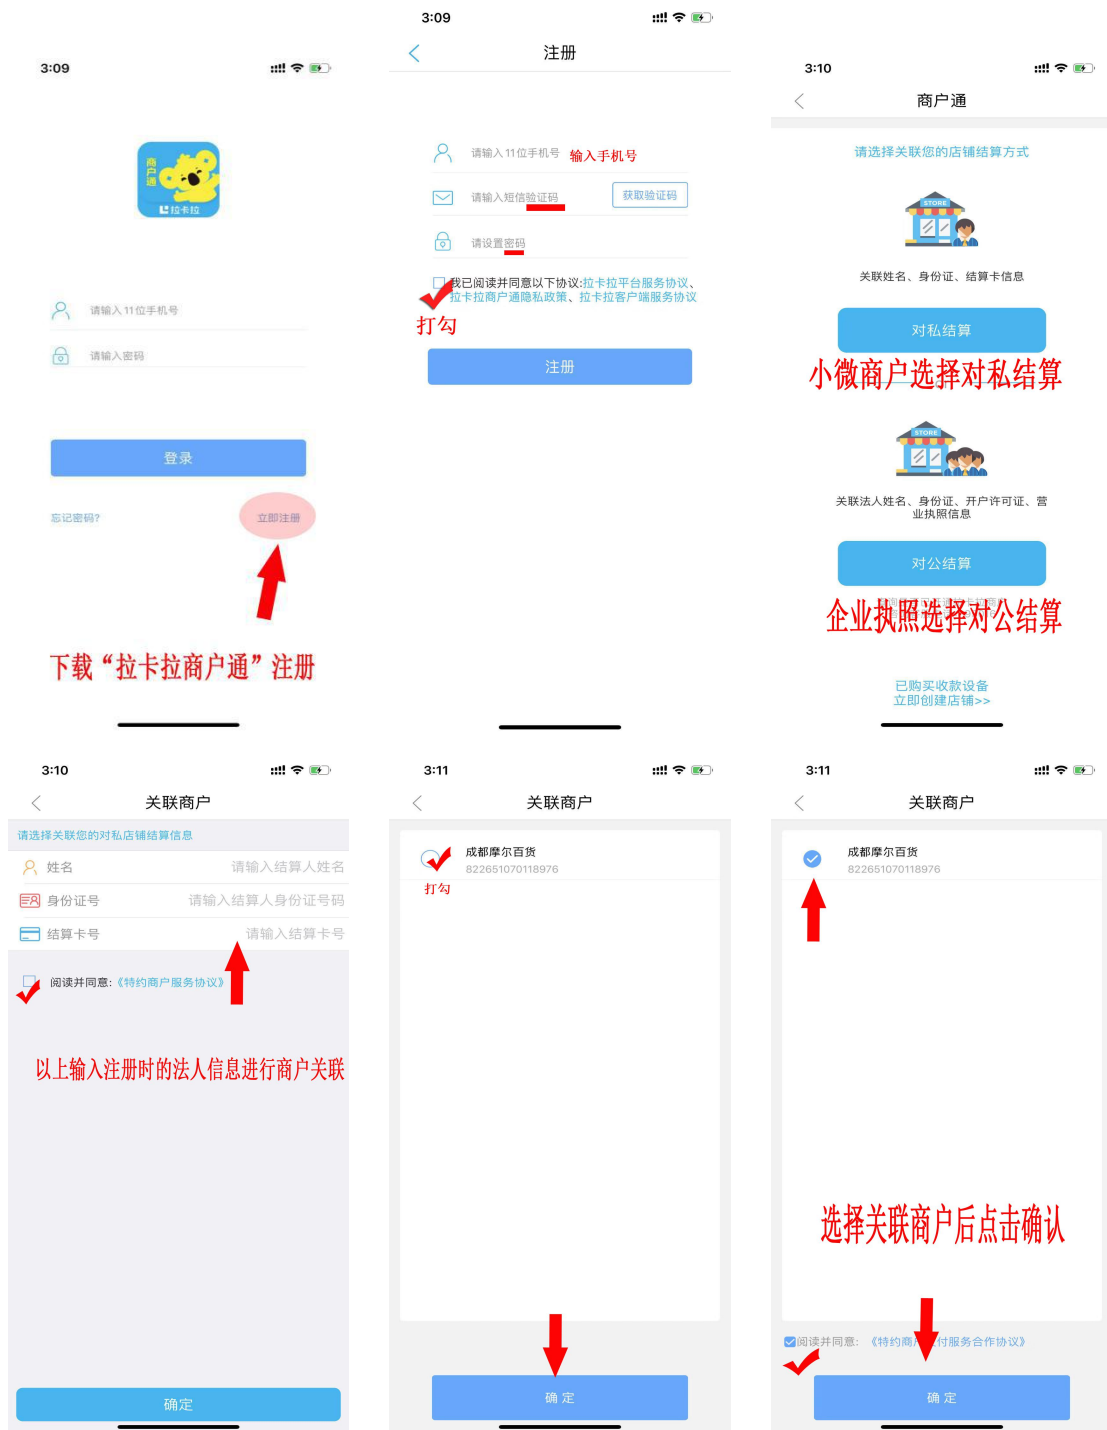 3:09
商户通
拉卡拉
请输入11位手机号
请输入密码
登录
忘记密码?
立即注册
下载“拉卡拉商户通”注册
3:09
注册
请输入11位手机号 输入手机号
请输入短信验证码 获取验证码
请设置密码
我已阅读并同意以下协议:拉卡拉平台服务协议、
拉卡拉商户通隐私政策、拉卡拉客户端服务协议
打勾
注册
3:10
商户通
请选择关联您的店铺结算方式
STORE
关联姓名、身份证、结算卡信息
对私结算
小微商户选择对私结算
STORE
关联法人姓名、身份证、开户许可证、营
业执照信息
对公结算
企业执照选择对公结算
已购买收款设备
立即创建店铺>>
3:10
关联商户
请选择关联您的对私店铺结算信息
姓名 请输入结算人姓名
身份证号 请输入结算人身份证号码
结算卡号 请输入结算卡号
阅读并同意:《特约商户服务协议》
以上输入注册时的法人信息进行商户关联
确定
3:11
关联商户
成都摩尔百货
822651070118976
打勾
确定
3:11
关联商户
成都摩尔百货
822651070118976
选择关联商户后点击确认
阅读并同意:《特约商户支付服务合作协议》
确定